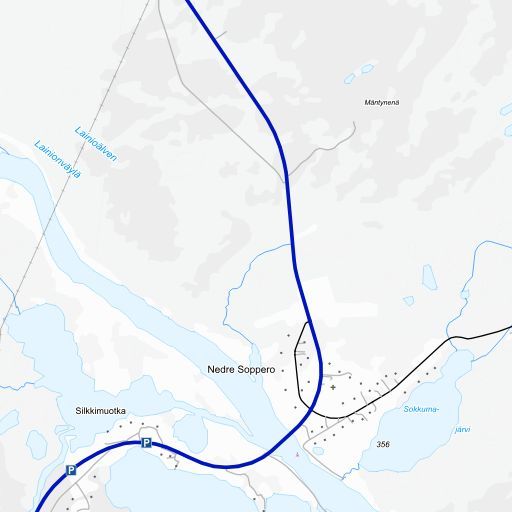 Mäntynenä
Lainioälven
Lainionväylä
Nedre Soppero
Silkkimuotka
Sokkuma-
järvi
356
P
P